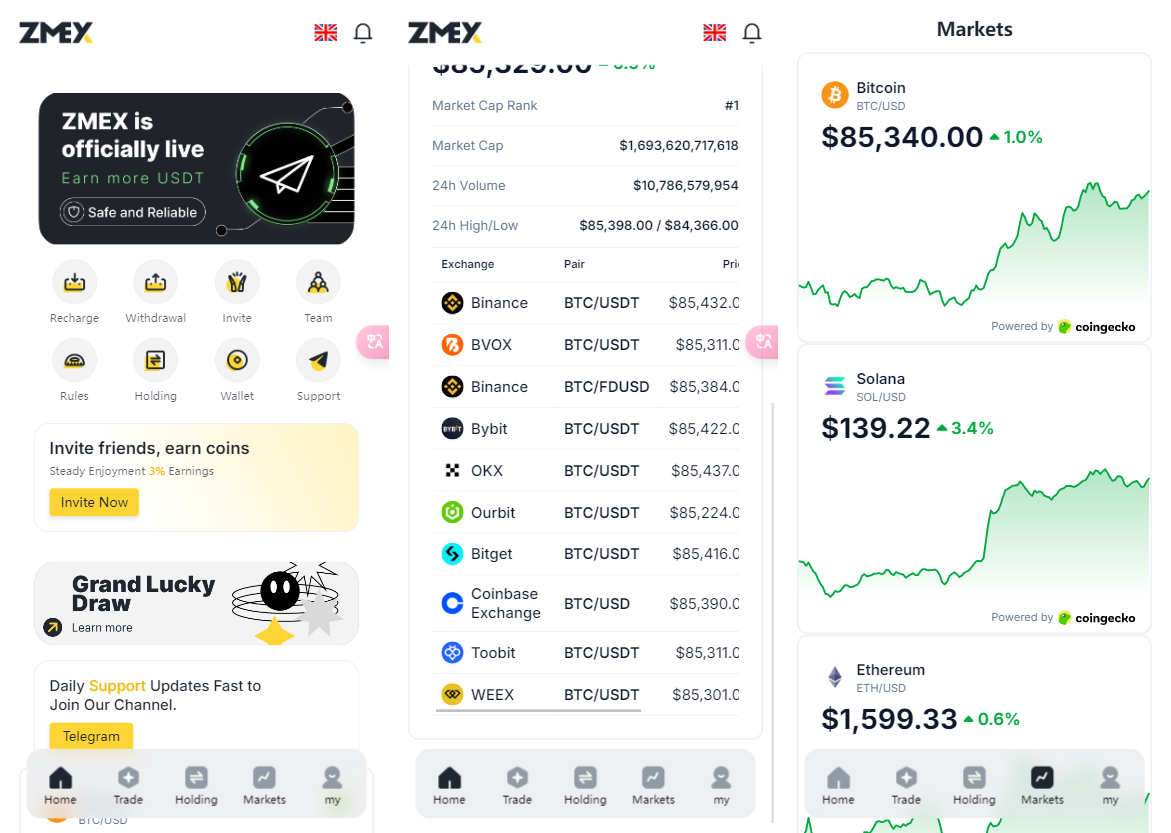 ZMEX
ZMEX is
officially live
Earn more USDT
Safe and Reliable
Recharge
Withdrawal
Invite
Team
Rules
Holding
Wallet
Support
Invite friends, earn coins
Steady Enjoyment 3% Earnings
Invite Now
Grand Lucky
Draw
Learn more
Daily Support Updates Fast to
Join Our Channel.
Telegram
Home
Trade
Holding
Markets
my
BTC/USD
ZMEX
Market Cap Rank #1
Market Cap $1,693,620,717,618
24h Volume $10,786,579,954
24h High/Low $85,398.00 / $84,366.00
Exchange Pair
Binance BTC/USDT $85,432.0
BVOX BTC/USDT $85,311.0
Binance BTC/FDUSD $85,384.0
BYBIT Bybit BTC/USDT $85,422.0
OKX BTC/USDT $85,437.0
Ourbit BTC/USDT $85,224.0
Bitget BTC/USDT $85,416.0
Coinbase
Exchange BTC/USD $85,390.0
Toobit BTC/USDT $85,311.0
WEEX BTC/USDT $85,301.0
Home
Trade
Holding
Markets
my
中A
中A
Markets
Bitcoin
BTC/USD
$85,340.00 1.0%
Powered by coingecko
Solana
SOL/USD
$139.22 3.4%
Powered by coingecko
Ethereum
ETH/USD
$1,599.33 0.6%
Home
Trade
Holding
Markets
my